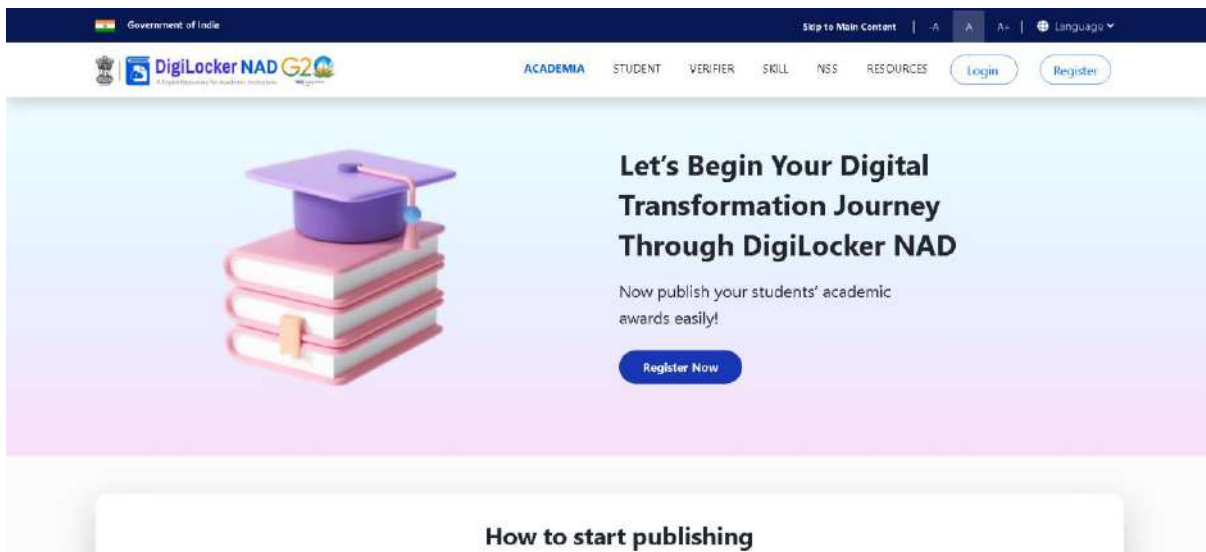 Government of India
Skip to Main Content | -A A A+ | Language
DigiLocker NAD G20
ACADEMIA STUDENT VERIFIER SKILL NSS RESOURCES Login Register
Let's Begin Your Digital
Transformation Journey
Through DigiLocker NAD
Now publish your students' academic
awards easily!
Register Now
How to start publishing